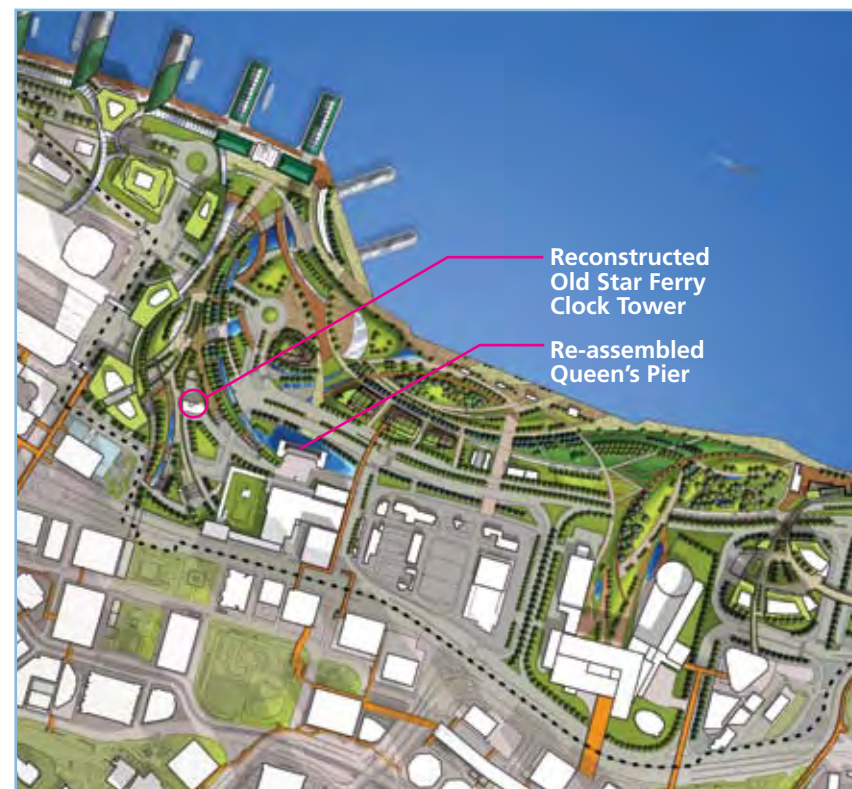 Reconstructed
Old Star Ferry
Clock Tower
Re-assembled
Queen’s Pier